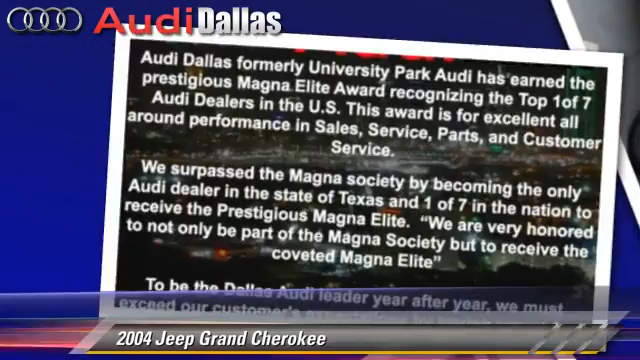 Audi Dallas
Audi Dallas formerly University Park Audi has earned the
prestigious Magna Elite Award recognizing the Top 1of 7
Audi Dealers in the U.S. This award is for excellent all
around performance in Sales, Service, Parts, and Customer
Service.
We surpassed the Magna society by becoming the only
Audi dealer in the state of Texas and 1 of 7 in the nation to
receive the Prestigious Magna Elite. “We are very honored
to not only be part of the Magna Society but to receive the
coveted Magna Elite”
To be the Dallas Audi leader year after year, we must
exceed our customer's
2004 Jeep Grand Cherokee